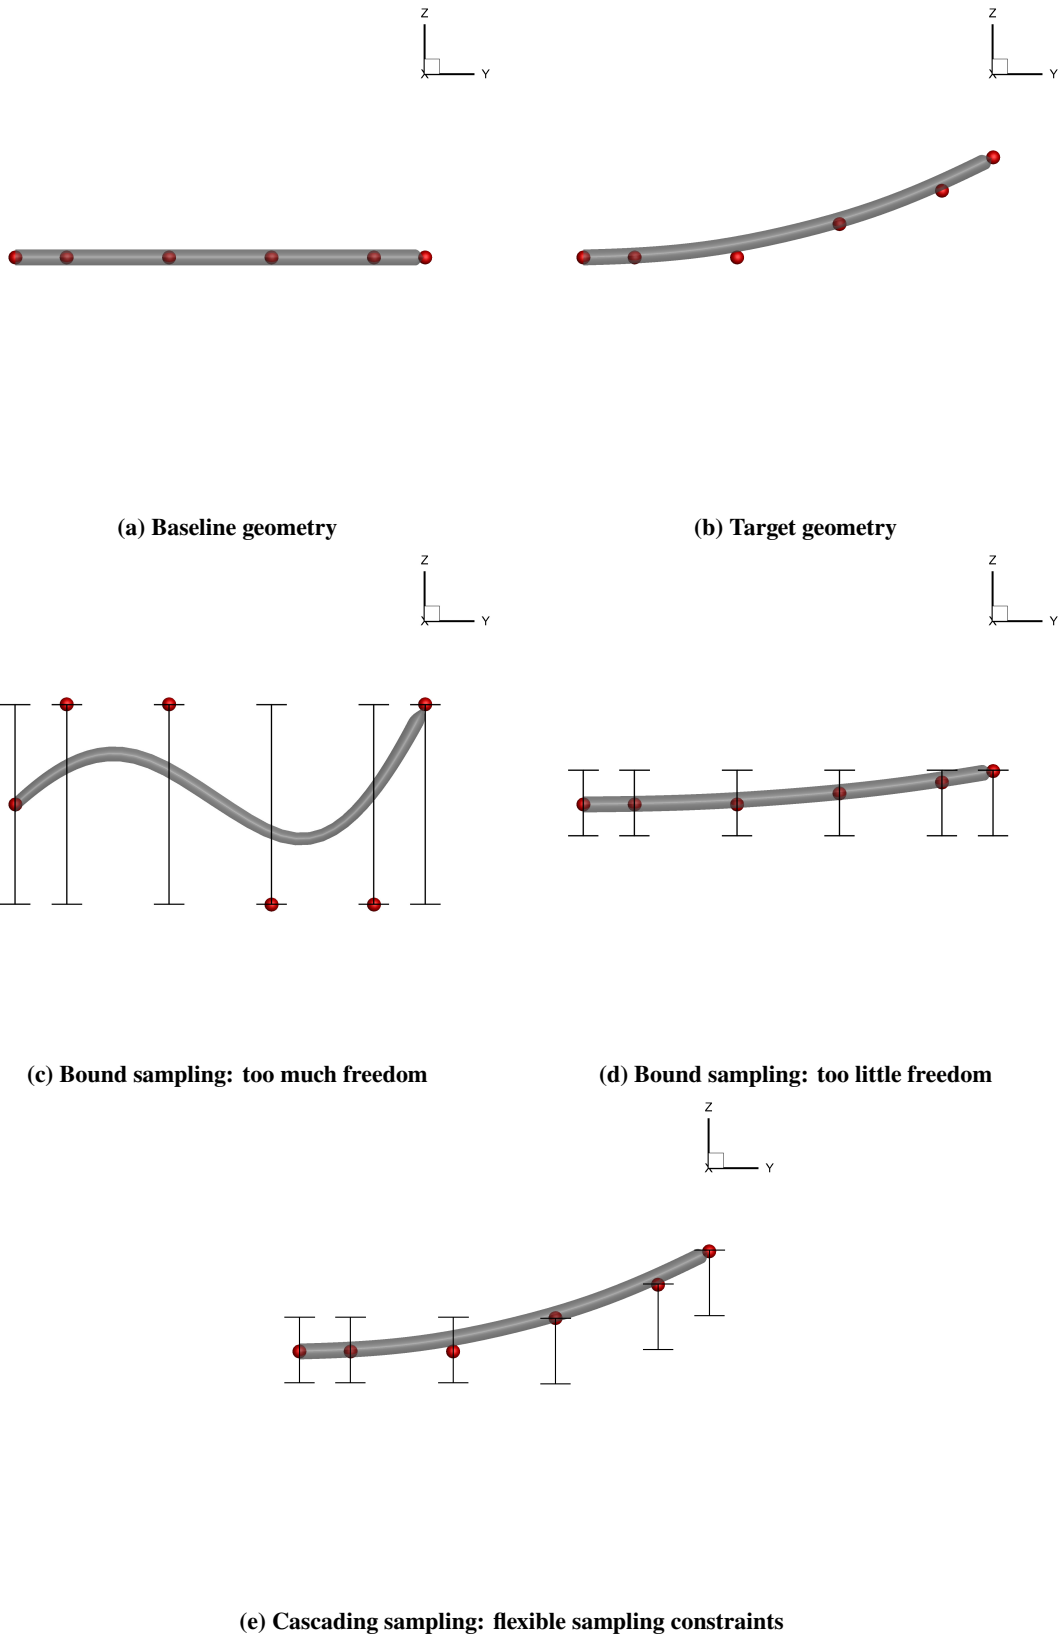 Z Z
X Y X Y
(a) Baseline geometry (b) Target geometry
Z Z
X Y X Y
(c) Bound sampling: too much freedom (d) Bound sampling: too little freedom
Z
X Y
(e) Cascading sampling: flexible sampling constraints